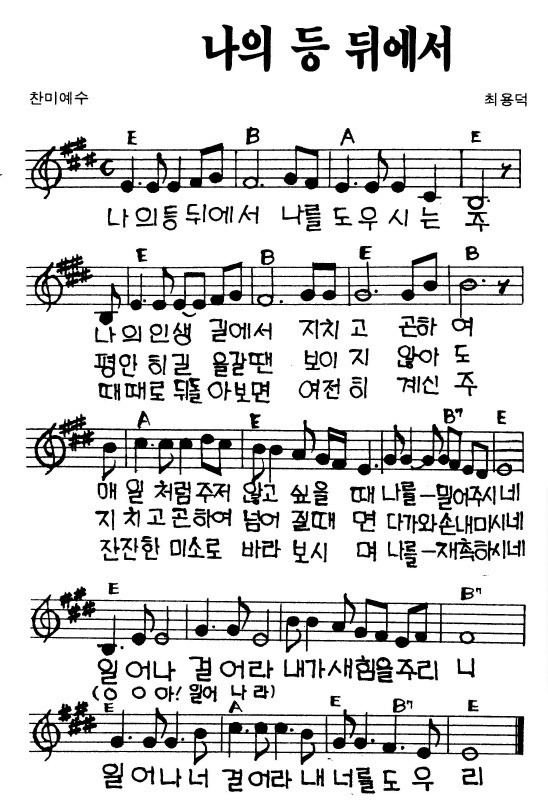 나의 등 뒤에서
찬미예수 최용덕
E B A E
나의등 뒤에서 나를 도우시는 주
E B E B
나의 인생 길에서 지치고 곤하여
평안히 길 을갈땐 보이지 않아도
때때로 뒤돌아보면 여전히 계신 주
A E B7 E
매일 처럼 주저 않고 싶을 때 나를-밀어주시네
지치고 곤하여 넘어 질때 면 다가와손내미시네
잔잔한 미소로 바라 보시 며 나를-재촉하시네
E B7
일어나 걸어라 내가새힘을주리 니
(ㅇ ㅇ 아! 일어 나 라)
E A E B7 E
일어나너 걸어라 내 너를도우 리